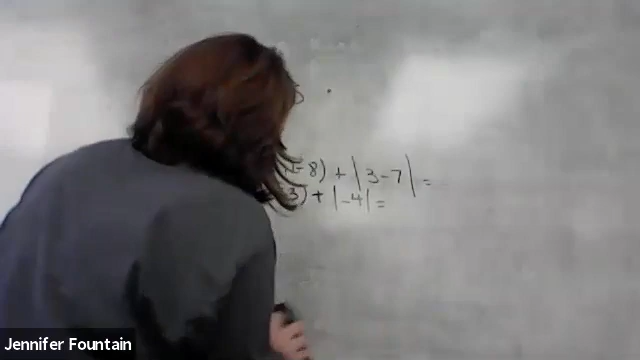 - 8) + | 3 - 7 | =
3) + | - 4 | =
Jennifer Fountain